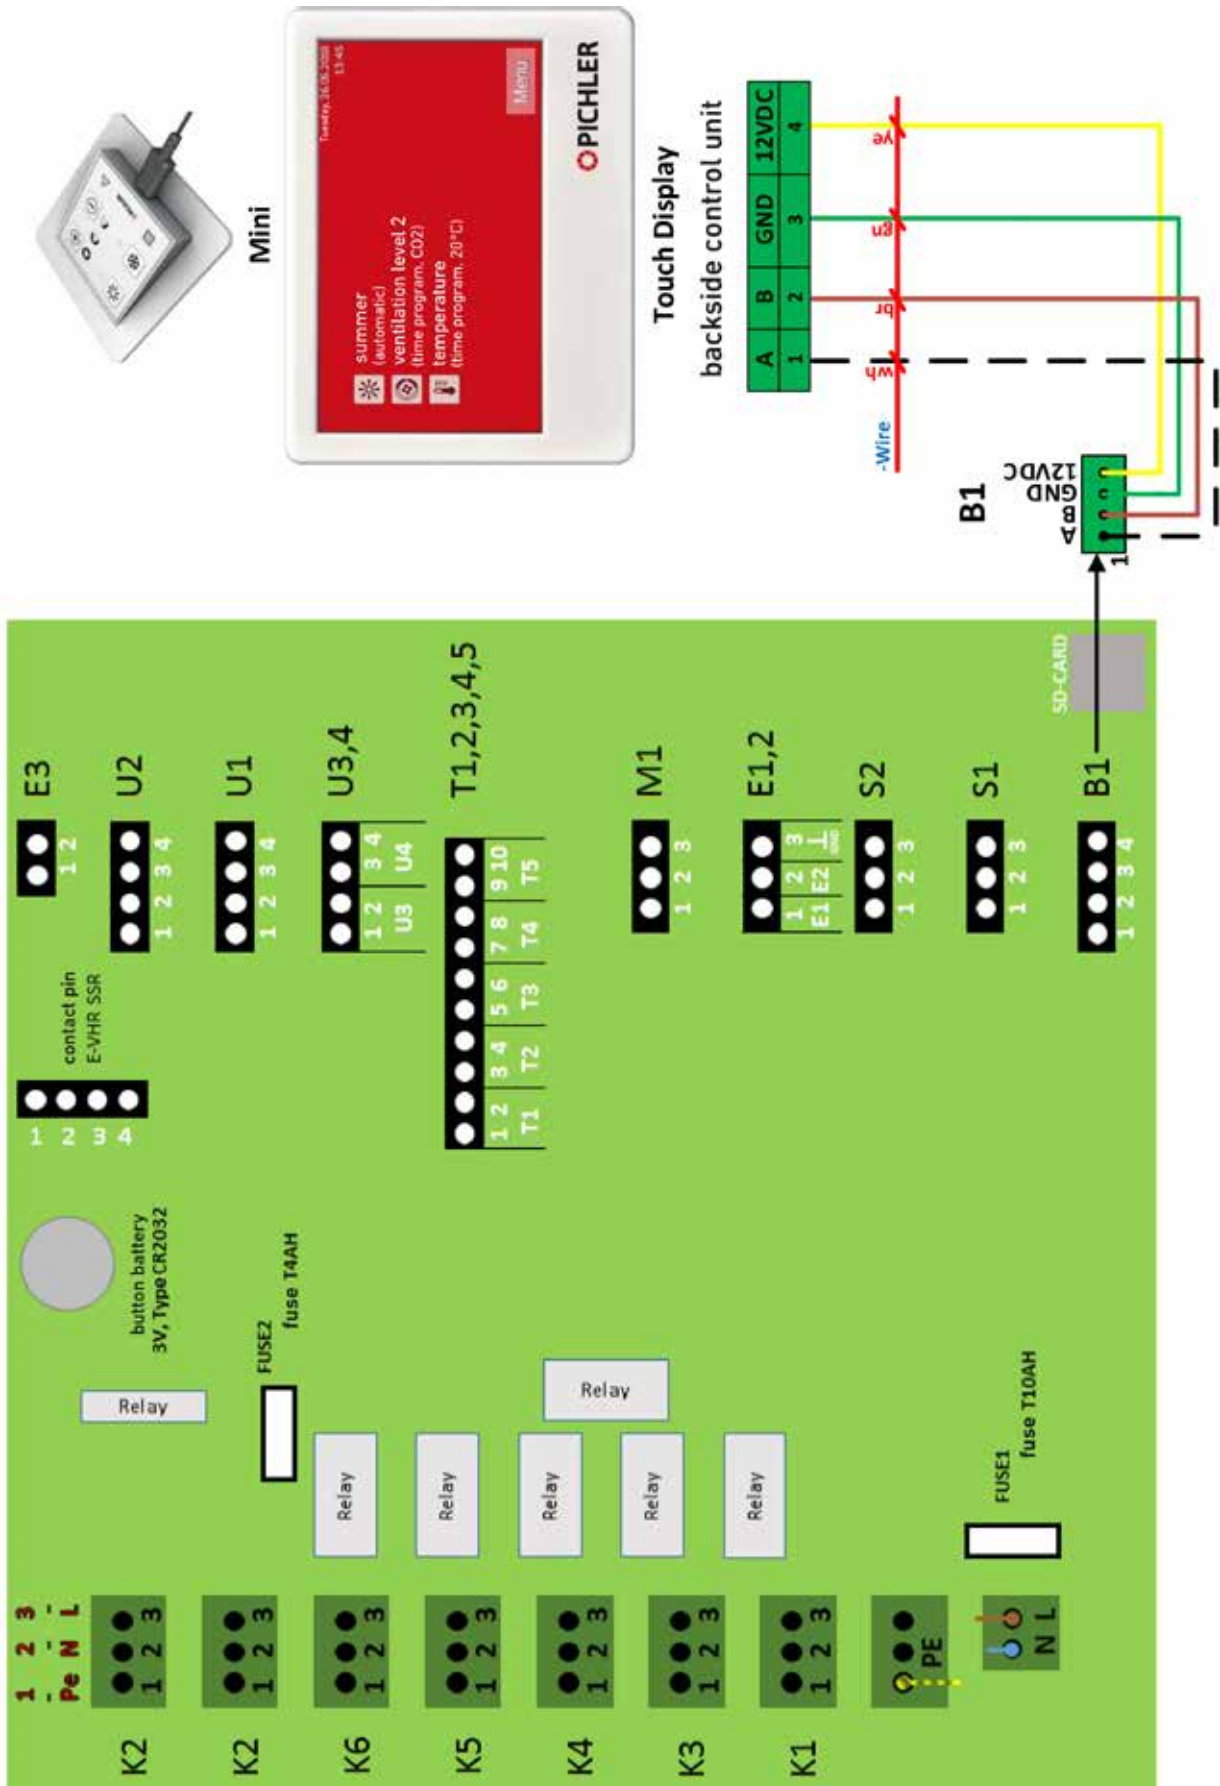 Mini
Tuesday, 26.06.2018
13:45
summer
(automatic)
ventilation level 2
(time program, CO2)
temperature
(time program, 20°C)
Menu
PICHLER
Touch Display
backside control unit
A B GND 12VDC
1 2 3 4
wh br gn ye
-Wire
B1
A B GND 12VDC
1
E3
1 2
U2
1 2 3 4
U1
1 2 3 4
U3,4
1 2 3 4
U3 U4
T1,2,3,4,5
1 2 3 4 5 6 7 8 9 10
T1 T2 T3 T4 T5
M1
1 2 3
E1,2
1 2 3
E1 E2
S2
1 2 3
S1
1 2 3
B1
1 2 3 4
SD-CARD
contact pin
E-VHR SSR
1
2
3
4
button battery
3V, Type CR2032
FUSE2
fuse T4AH
Relay
Relay
Relay
Relay
Relay
Relay
Relay
FUSE1
fuse T10AH
1 2 3
- - -
Pe N L
K2
1 2 3
K2
1 2 3
K6
1 2 3
K5
1 2 3
K4
1 2 3
K3
1 2 3
K1
1 2 3
PE
N L